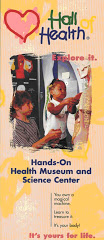 Hall of
Health®
Explore it.
Hands-On
Health Museum and
Science Center
You own a
magical
machine.
Learn to
treasure it.
It's your body!
It's yours for life.